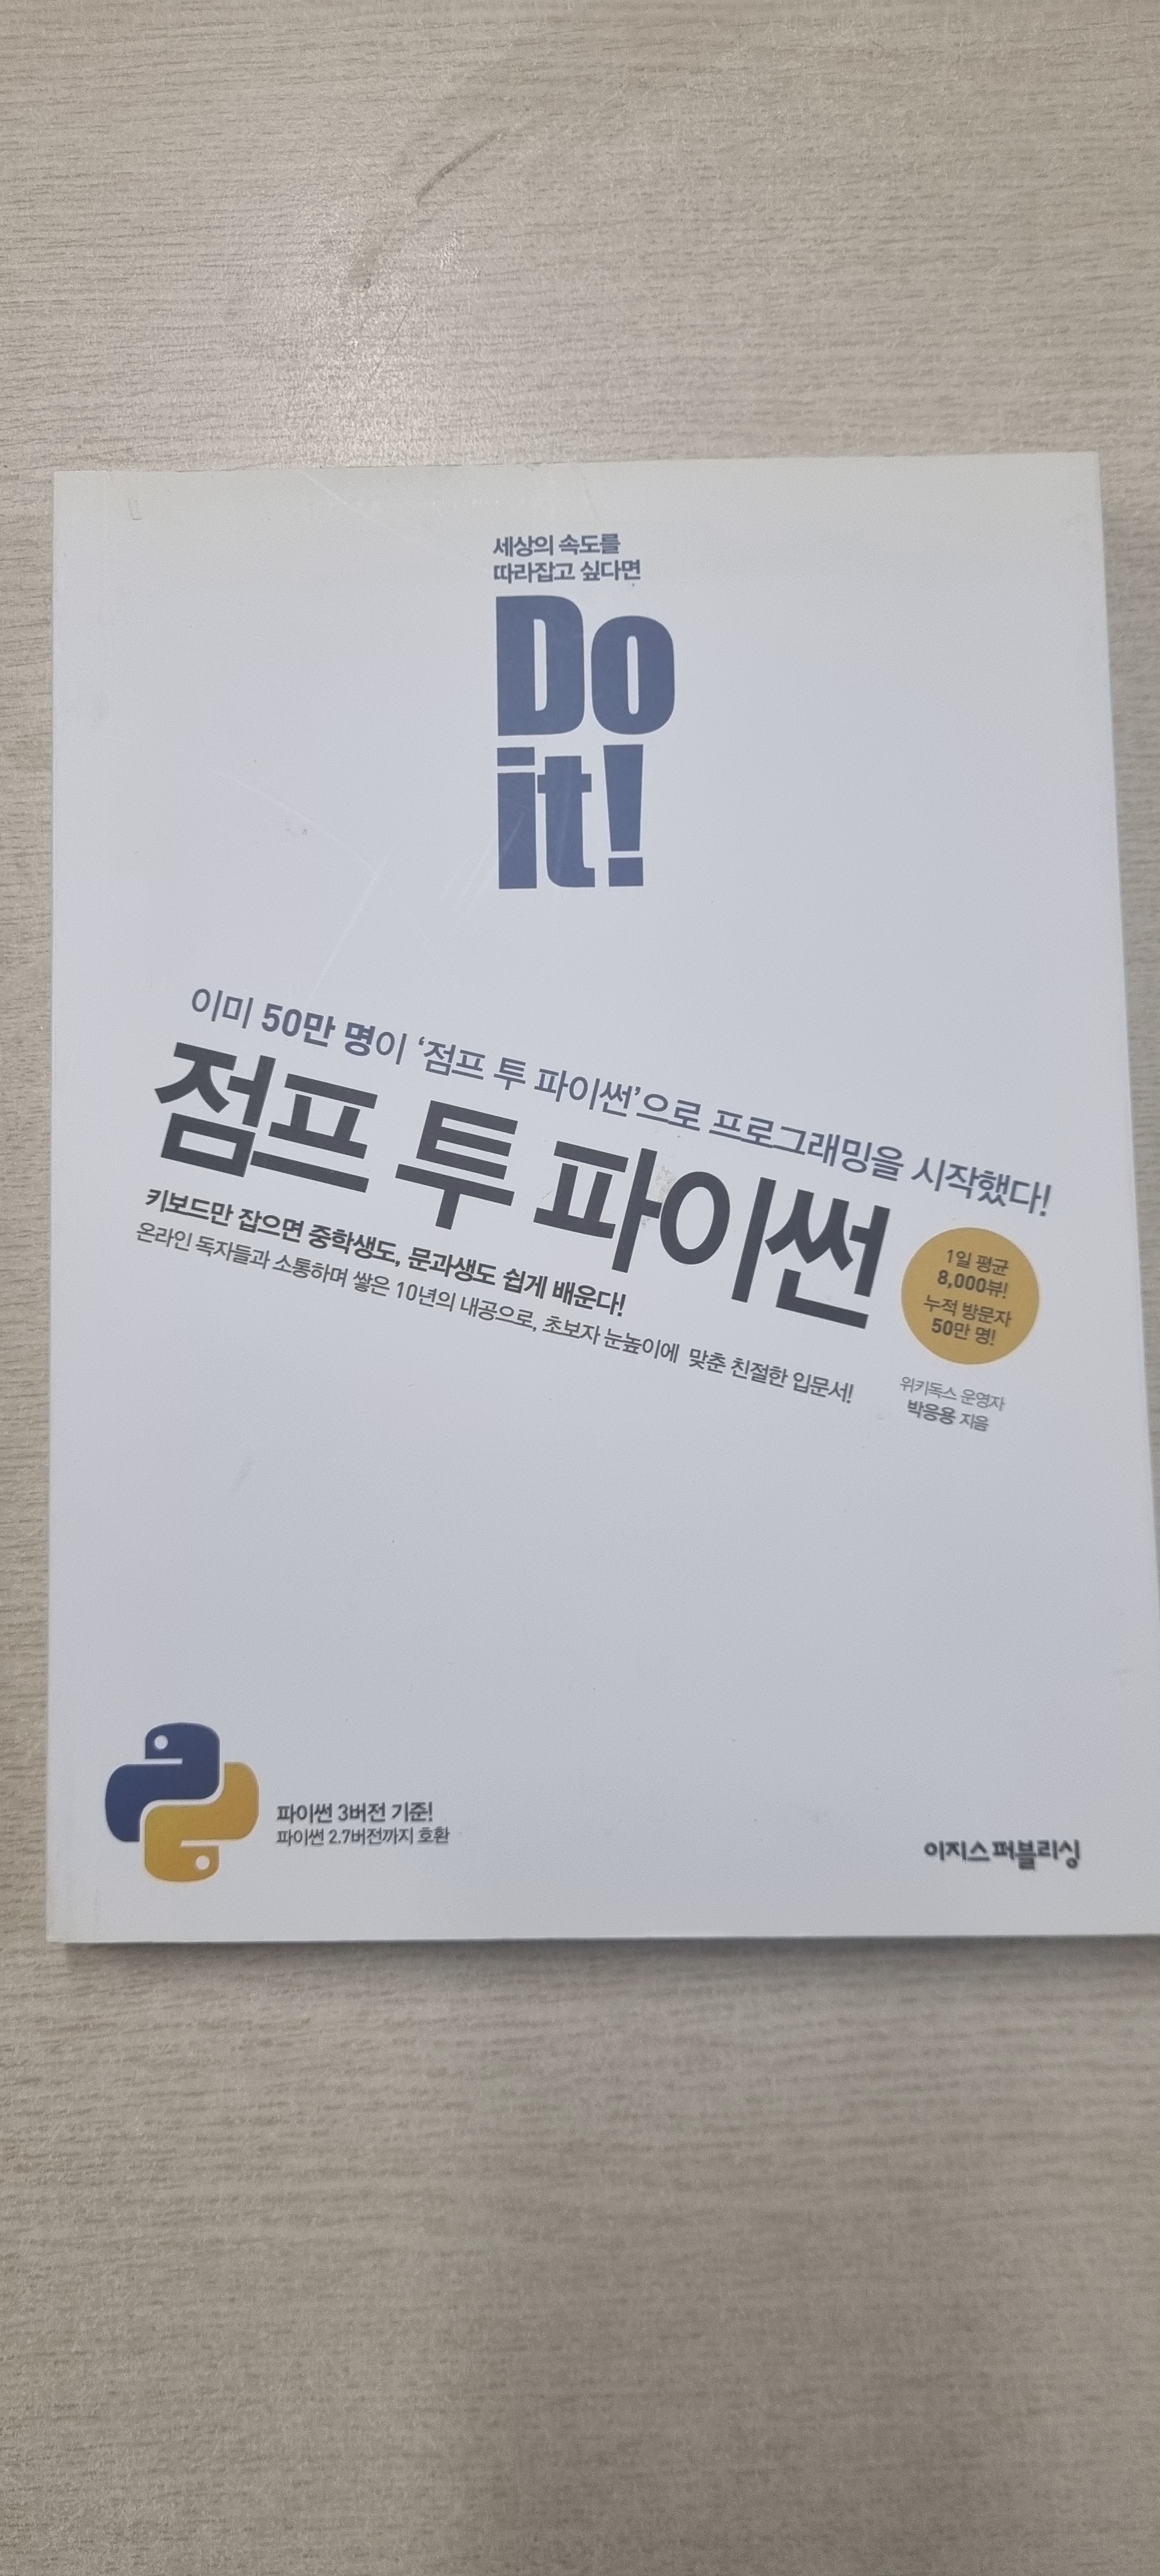 세상의 속도를
따라잡고 싶다면
Do
it!
이미 50만 명이 ‘점프 투 파이썬’으로 프로그래밍을 시작했다!
점프 투 파이썬
키보드만 잡으면 중학생도, 문과생도 쉽게 배운다!
온라인 독자들과 소통하며 쌓은 10년의 내공으로, 초보자 눈높이에 맞춘 친절한 입문서!
1일 평균
8,000뷰!
누적 방문자
50만 명!
위키독스 운영자
박응용 지음
파이썬 3버전 기준!
파이썬 2.7버전까지 호환
이지스퍼블리싱